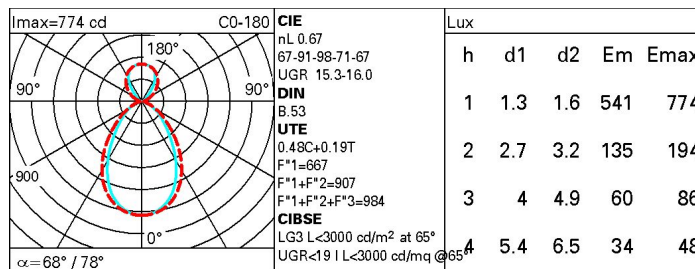 Imax=774 cd C0-180
180°
90° 90°
900
0°
α=68° / 78°
CIE
nL 0.67
67-91-98-71-67
UGR 15.3-16.0
DIN
B.53
UTE
0.48C+0.19T
F"1=667
F"1+F"2=907
F"1+F"2+F"3=984
CIBSE
LG3 L<3000 cd/m² at 65°
UGR<19 | L<3000 cd/mq @65°
Lux
h d1 d2 Em Emax
1 1.3 1.6 541 774
2 2.7 3.2 135 194
3 4 4.9 60 86
4 5.4 6.5 34 48